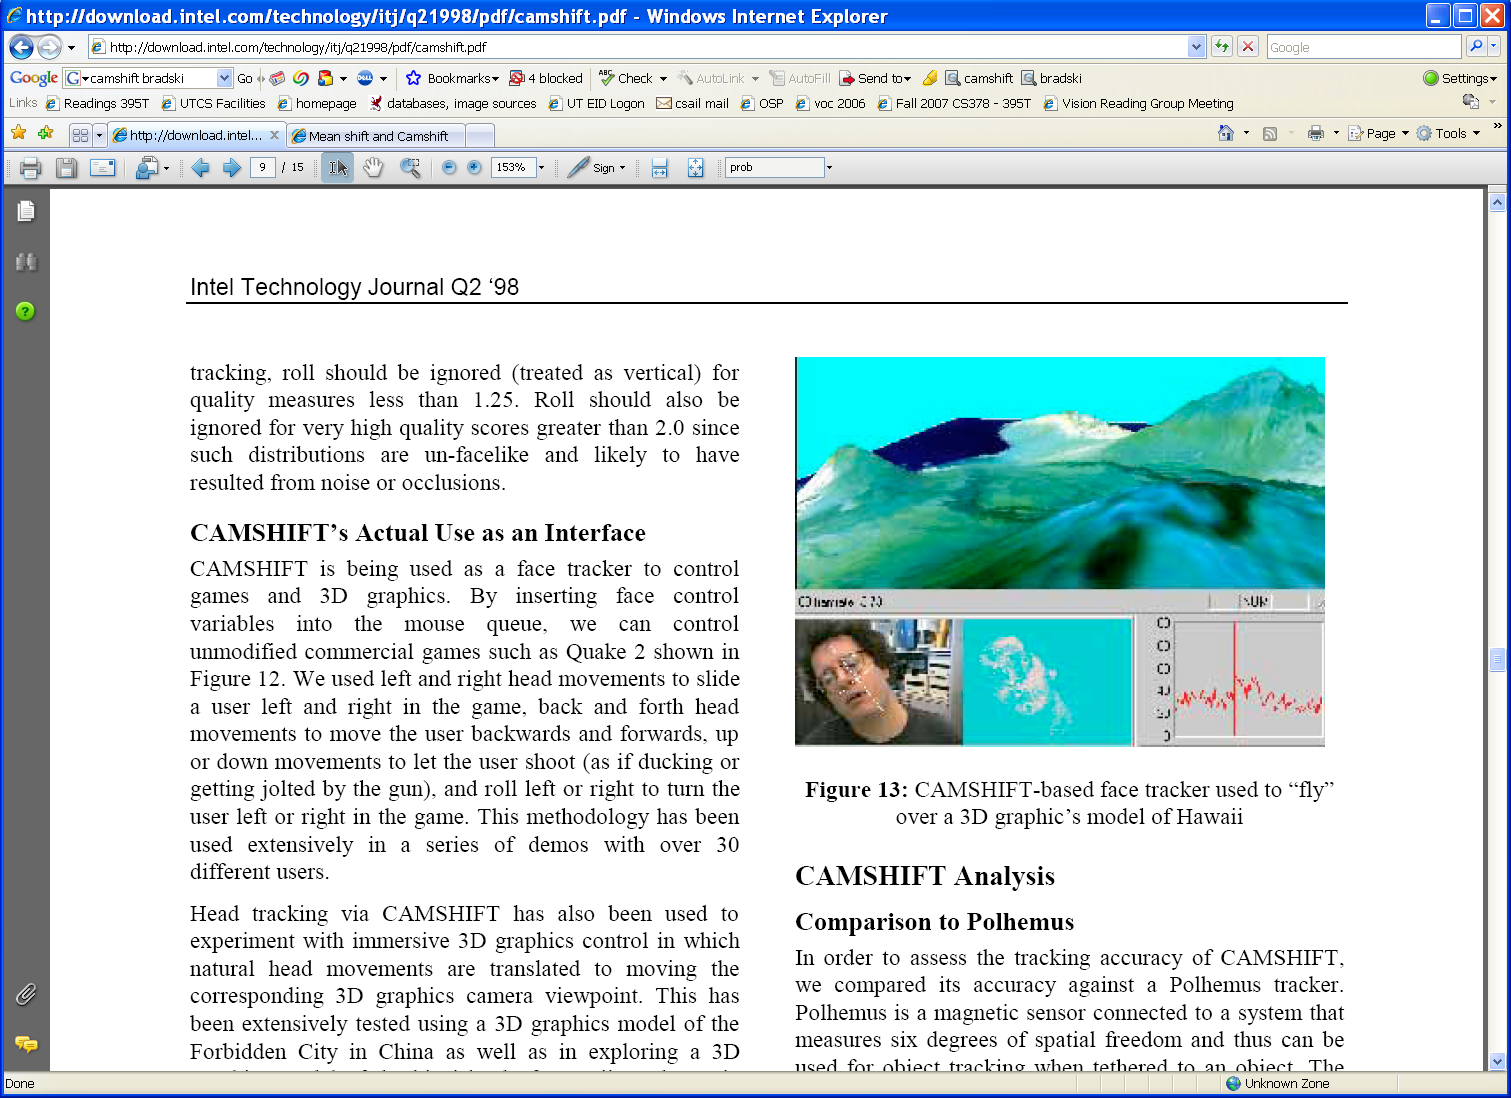 http://download.intel.com/technology/itj/q21998/pdf/camshift.pdf - Windows Internet Explorer
http://download.intel.com/technology/itj/q21998/pdf/camshift.pdf
Google
Google camshift bradski Go Bookmarks 4 blocked Check AutoLink AutoFill Send to camshift bradski Settings
Links Readings 395T UTCS Facilities homepage databases, image sources UT EID Logon csail mail OSP voc 2006 Fall 2007 CS378 - 395T Vision Reading Group Meeting
http://download.intel... Mean shift and Camshift Page Tools
9 / 15 153% Sign prob
Intel Technology Journal Q2 ‘98
tracking, roll should be ignored (treated as vertical) for
quality measures less than 1.25. Roll should also be
ignored for very high quality scores greater than 2.0 since
such distributions are un-facelike and likely to have
resulted from noise or occlusions.
CAMSHIFT’s Actual Use as an Interface
CAMSHIFT is being used as a face tracker to control
games and 3D graphics. By inserting face control
variables into the mouse queue, we can control
unmodified commercial games such as Quake 2 shown in
Figure 12. We used left and right head movements to slide
a user left and right in the game, back and forth head
movements to move the user backwards and forwards, up
or down movements to let the user shoot (as if ducking or
getting jolted by the gun), and roll left or right to turn the
user left or right in the game. This methodology has been
used extensively in a series of demos with over 30
different users.
Head tracking via CAMSHIFT has also been used to
experiment with immersive 3D graphics control in which
natural head movements are translated to moving the
corresponding 3D graphics camera viewpoint. This has
been extensively tested using a 3D graphics model of the
Forbidden City in China as well as in exploring a 3D
NUM
Figure 13: CAMSHIFT-based face tracker used to “fly”
over a 3D graphic’s model of Hawaii
CAMSHIFT Analysis
Comparison to Polhemus
In order to assess the tracking accuracy of CAMSHIFT,
we compared its accuracy against a Polhemus tracker.
Polhemus is a magnetic sensor connected to a system that
measures six degrees of spatial freedom and thus can be
used for object tracking when tethered to an object. The
Done
Unknown Zone